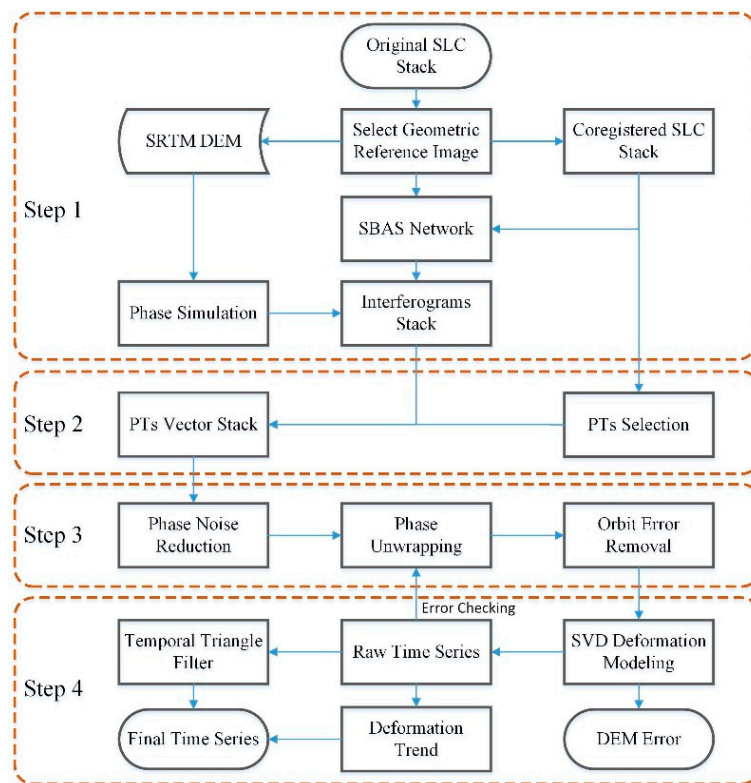 Original SLC
Stack
SRTM DEM
Select Geometric
Reference Image
Coregistered SLC
Stack
Step 1
SBAS Network
Phase Simulation
Interferograms
Stack
Step 2
PTs Vector Stack
PTs Selection
Step 3
Phase Noise
Reduction
Phase
Unwrapping
Orbit Error
Removal
Error Checking
Step 4
Temporal Triangle
Filter
Raw Time Series
SVD Deformation
Modeling
Final Time Series
Deformation
Trend
DEM Error